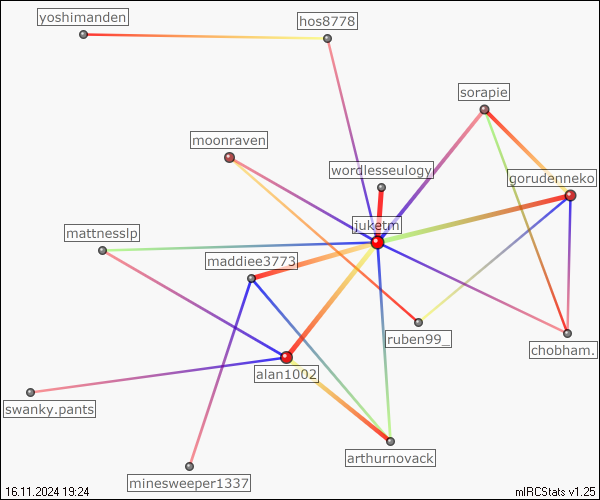 yoshimanden
hos8778
sorapie
moonraven
wordlesseulogy
gorudenneko
juketm
mattnesslp
maddiee3773
ruben99_
chobham.
alan1002
swanky.pants
arthurnovack
minesweeper1337
16.11.2024 19:24
mIRCStats v1.25